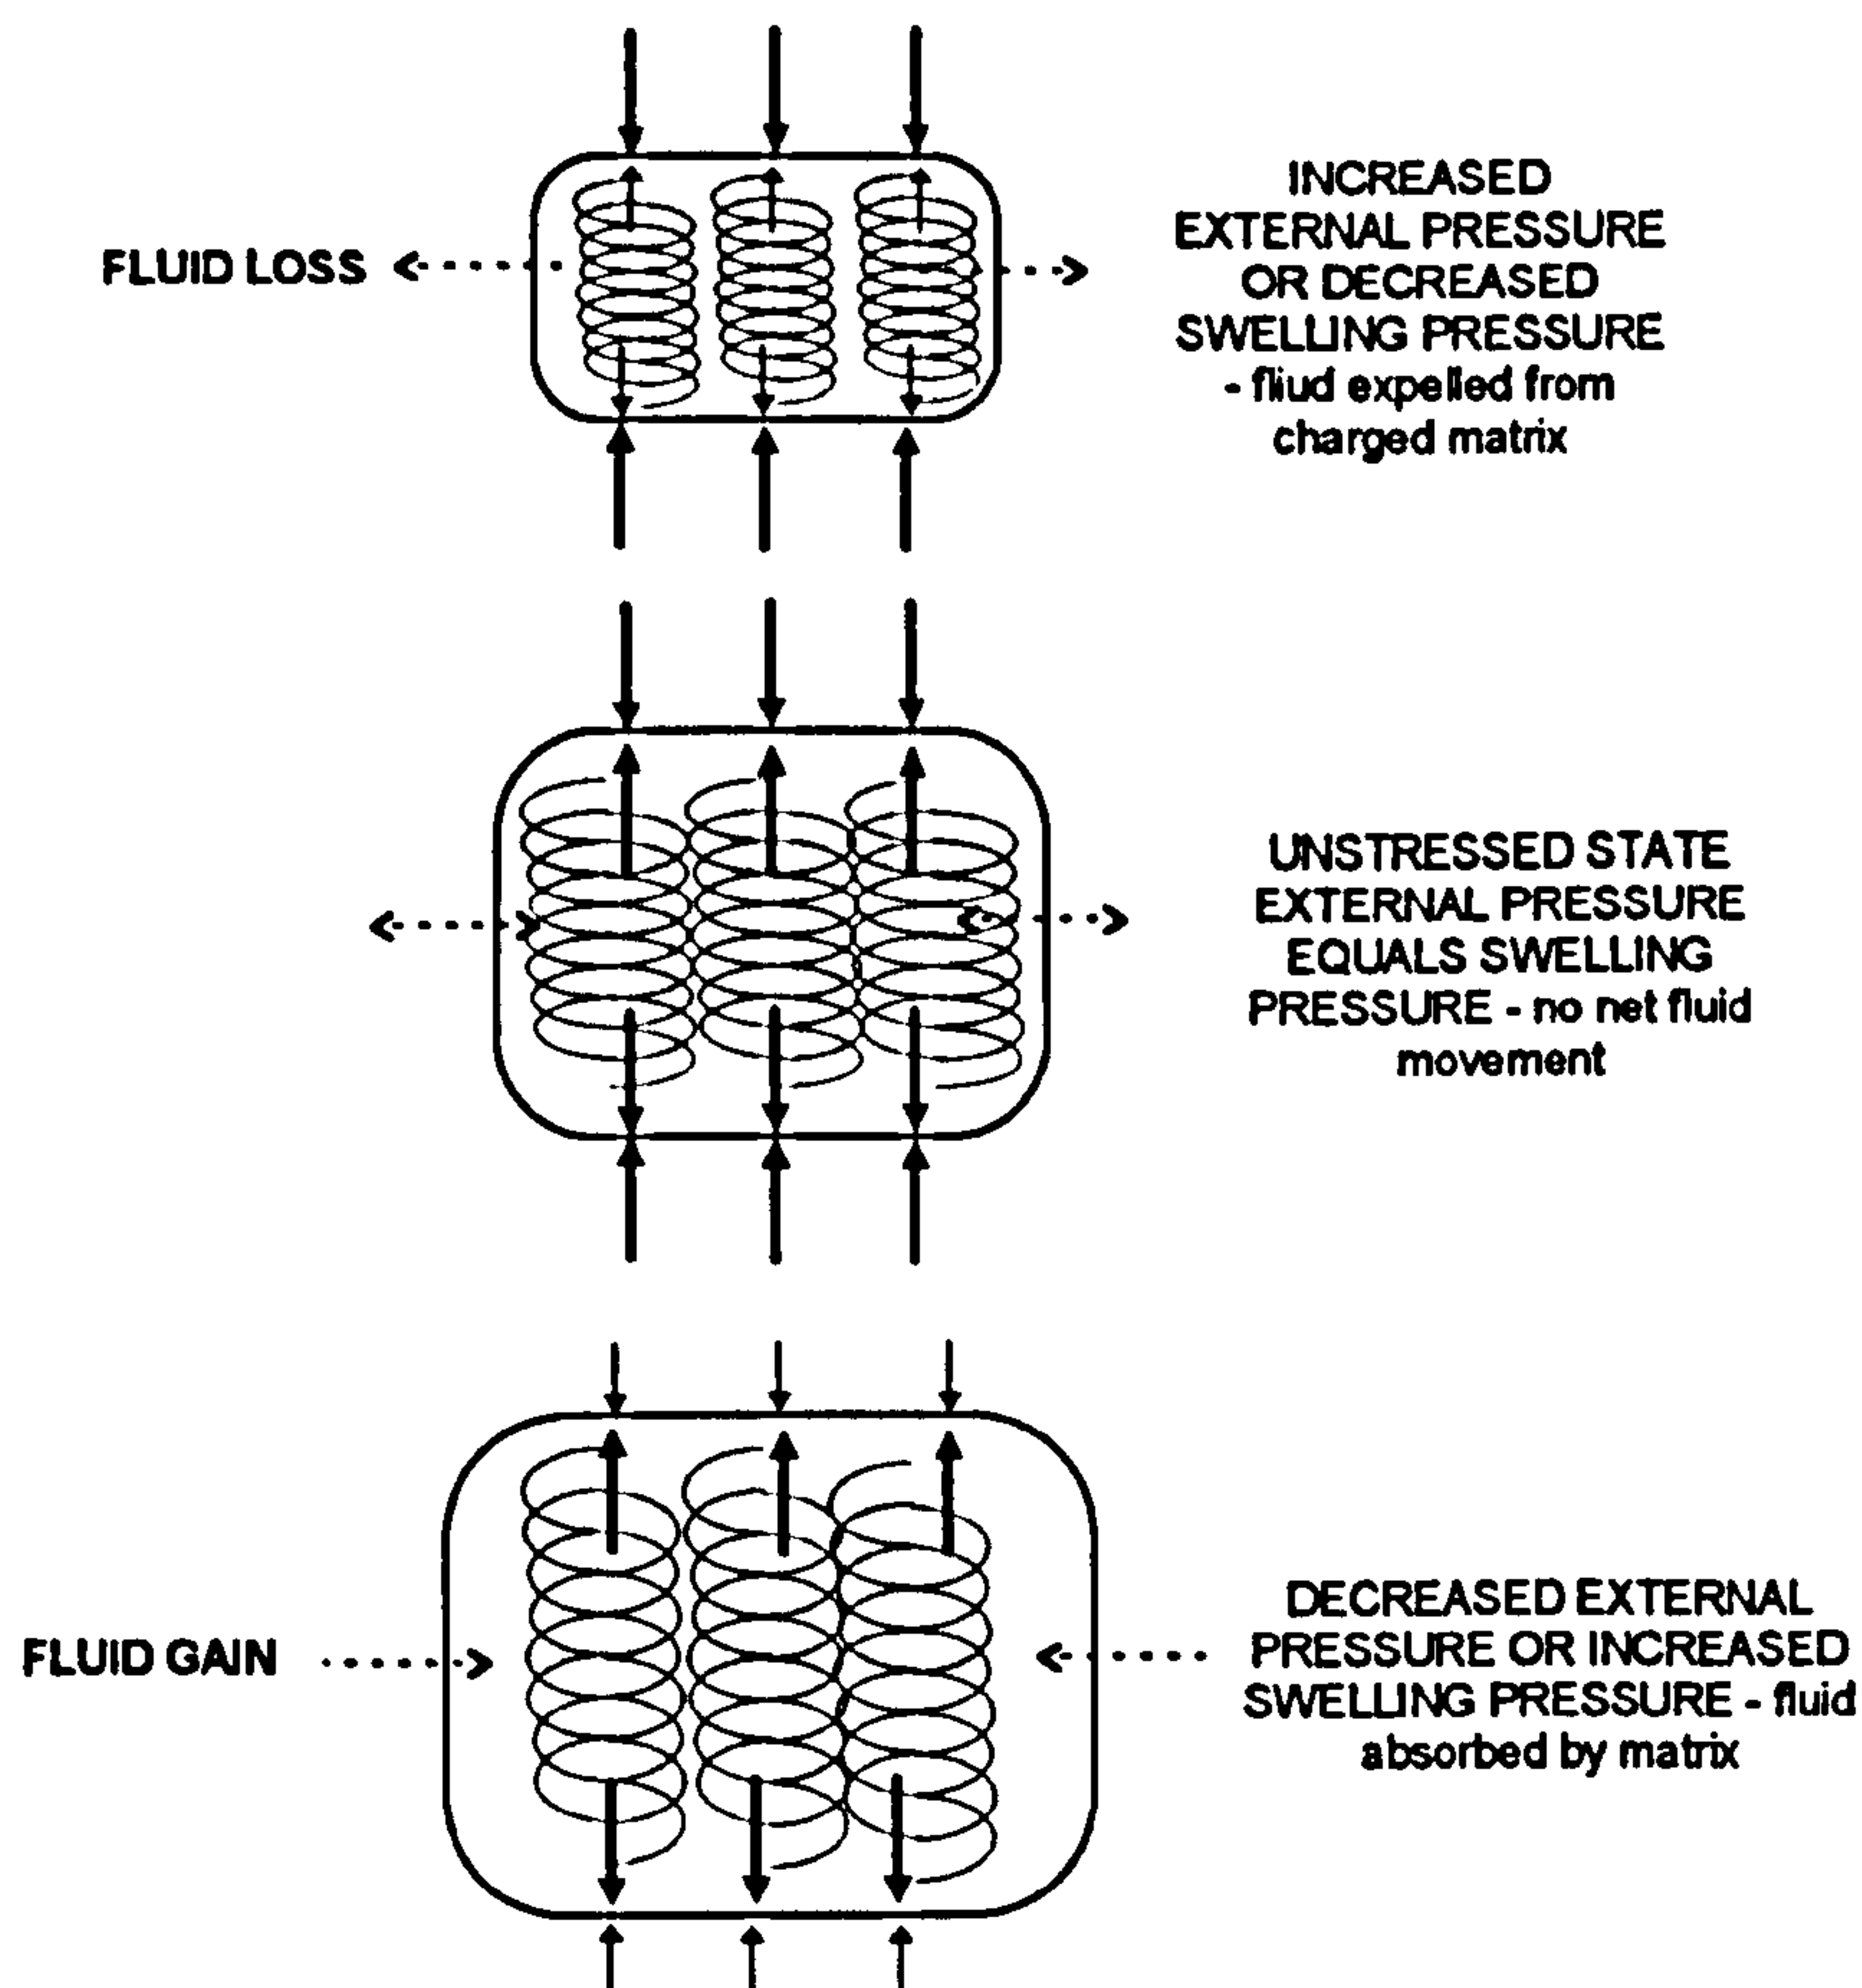 INCREASED
EXTERNAL PRESSURE
FLUID LOSS
OR DECREASED
SWELLING PRESSURE
- fliud expelled from
charged matrix
UNSTRESSED STATE
EXTERNAL PRESSURE
EQUALS SWELLING
PRESSURE - no net fluid
movement
DECREASED EXTERNAL
FLUID GAIN
PRESSURE OR INCREASED
SWELLING PRESSURE - fluid
absorbed by matrix